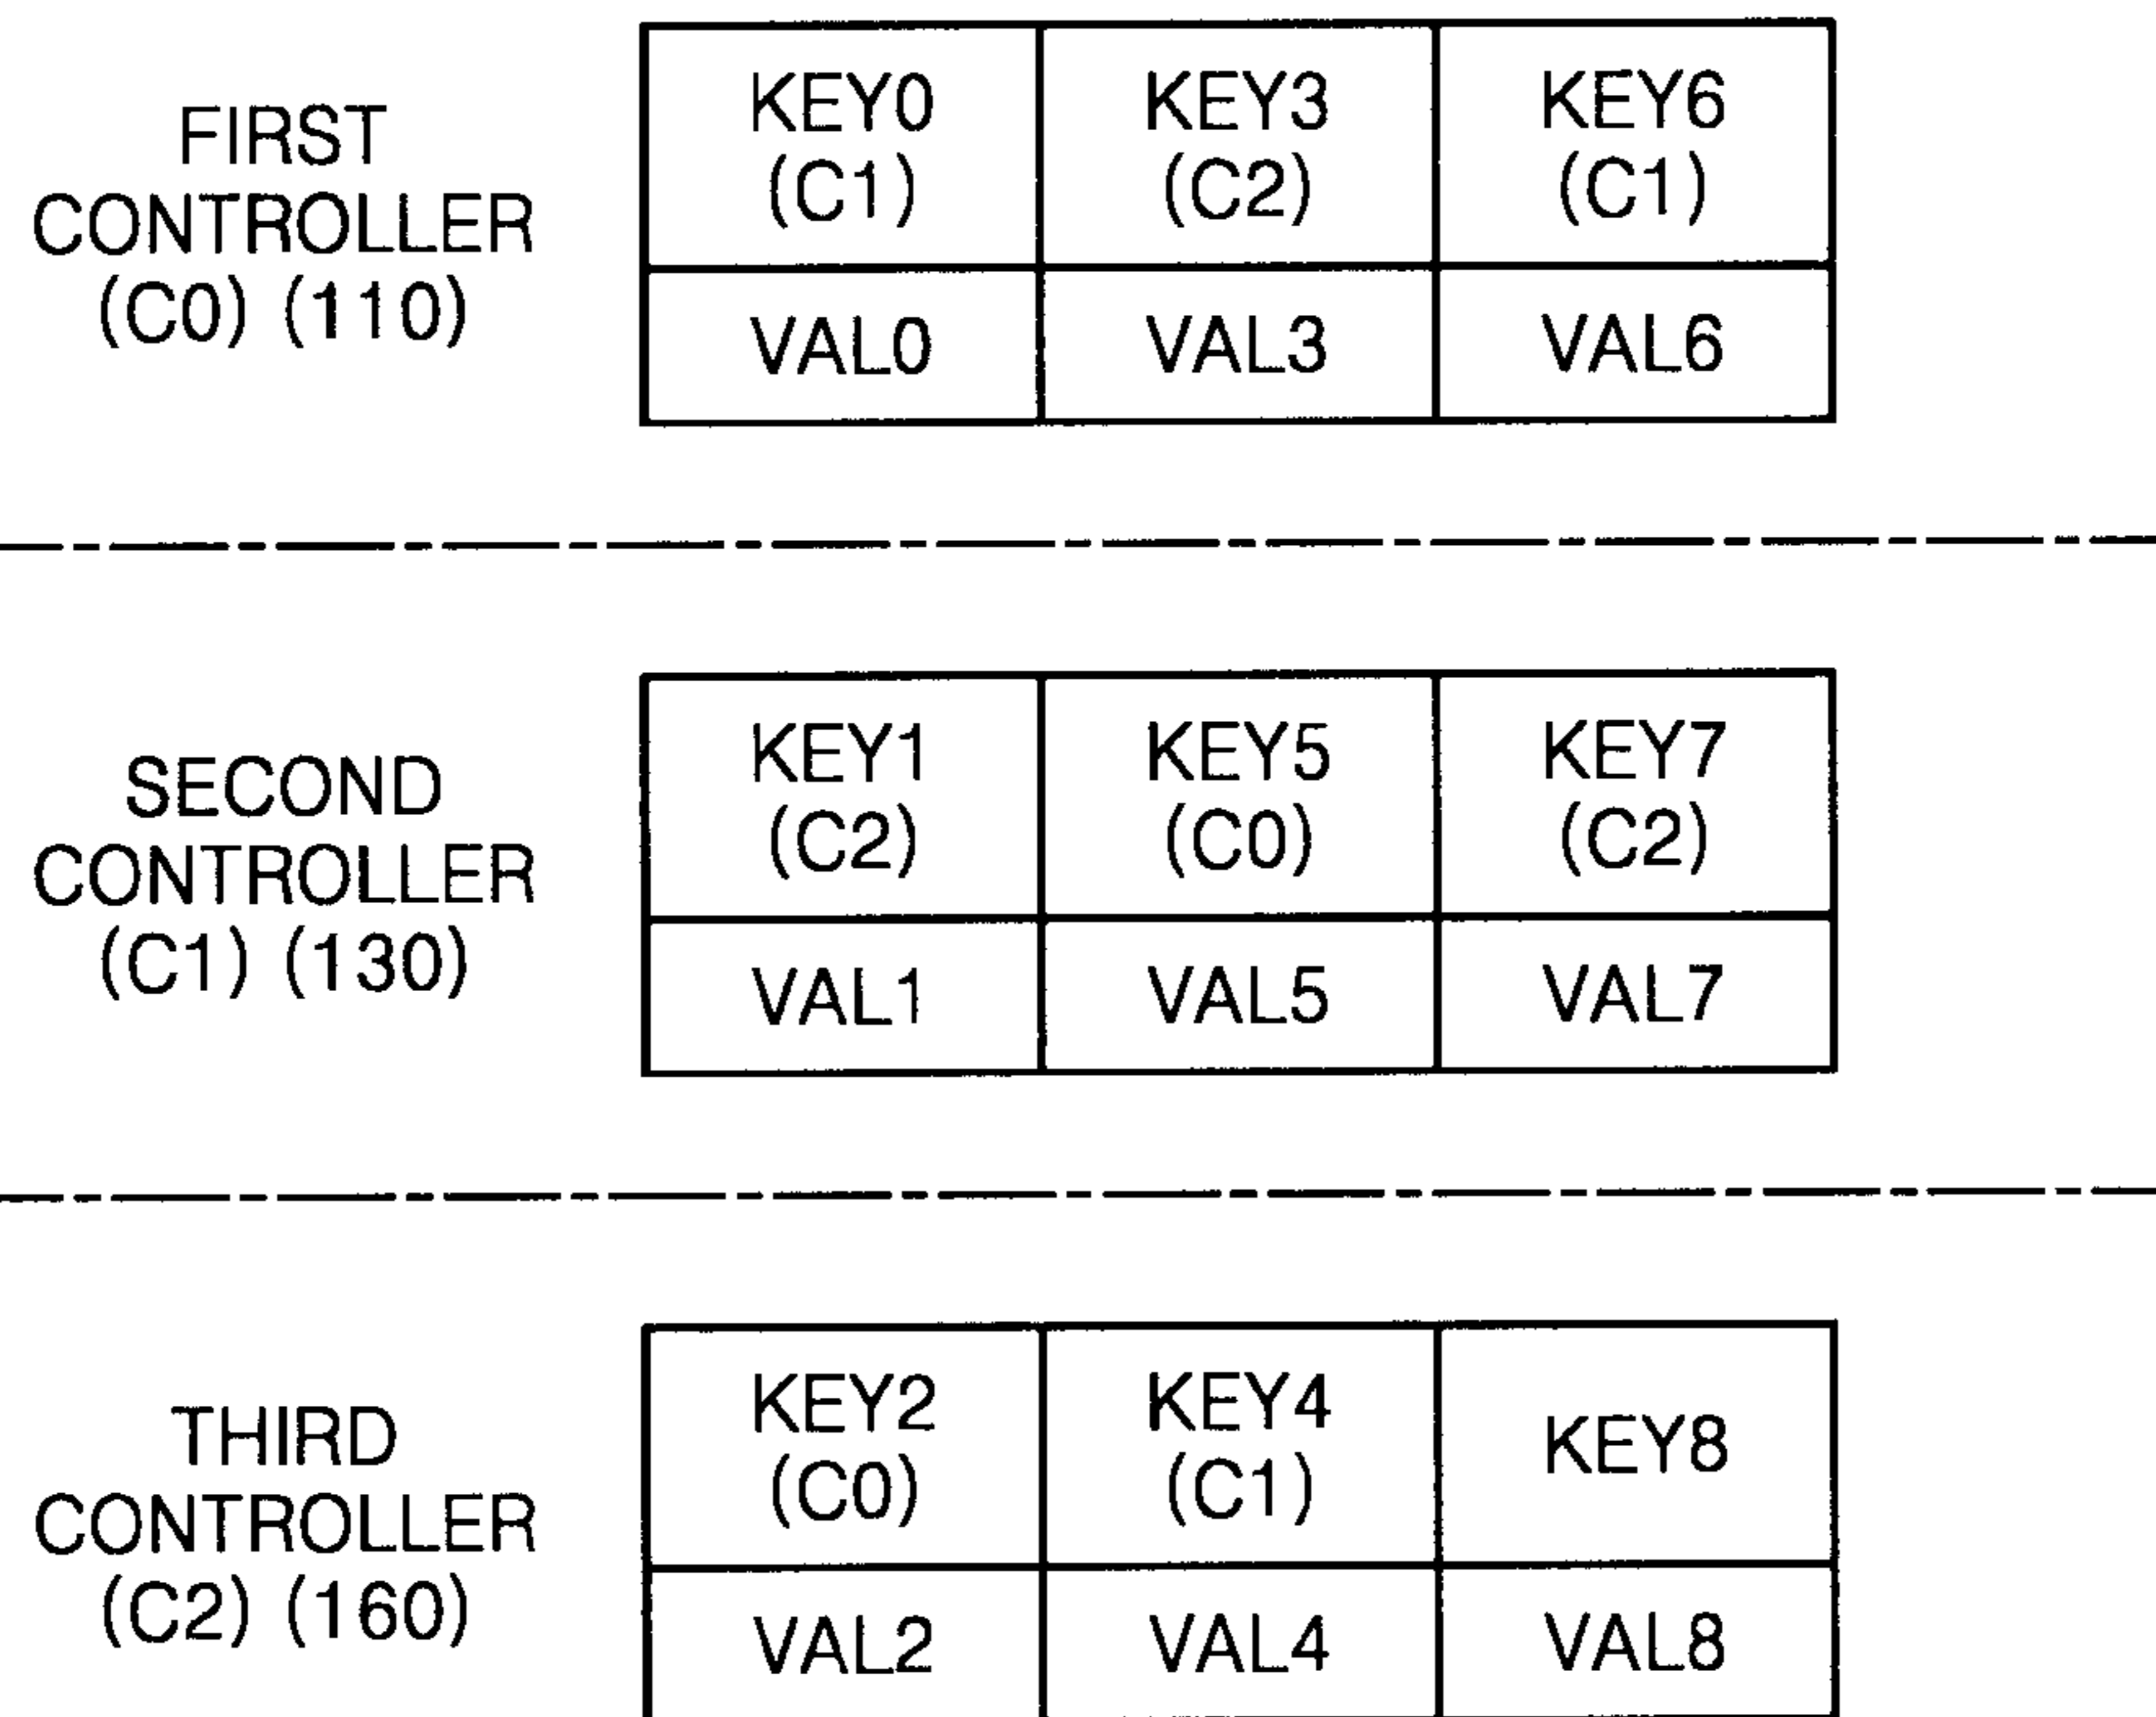 FIRST
CONTROLLER
(C0) (110)
KEY0
(C1)
KEY3
(C2)
KEY6
(C1)
VAL0
VAL3
VAL6
SECOND
CONTROLLER
(C1) (130)
KEY1
(C2)
KEY5
(C0)
KEY7
(C2)
VAL1
VAL5
VAL7
THIRD
CONTROLLER
(C2) (160)
KEY2
(C0)
KEY4
(C1)
KEY8
VAL2
VAL4
VAL8